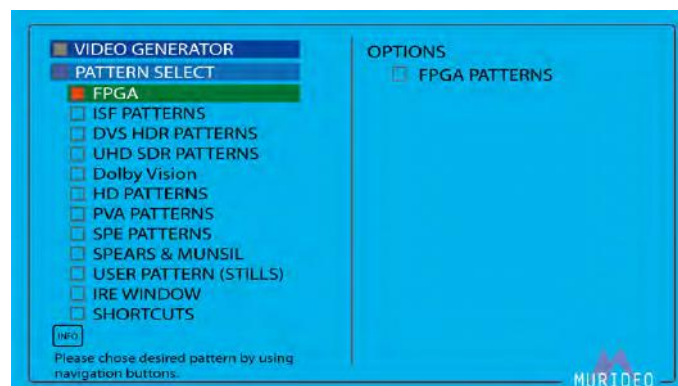 VIDEO GENERATOR
PATTERN SELECT
FPGA
ISF PATTERNS
DVS HDR PATTERNS
UHD SDR PATTERNS
Dolby Vision
HD PATTERNS
PVA PATTERNS
SPE PATTERNS
SPEARS & MUNSIL
USER PATTERN (STILLS)
IRE WINDOW
SHORTCUTS
INFO
Please chose desired pattern by using
navigation buttons.
OPTIONS
FPGA PATTERNS
MURIDEO